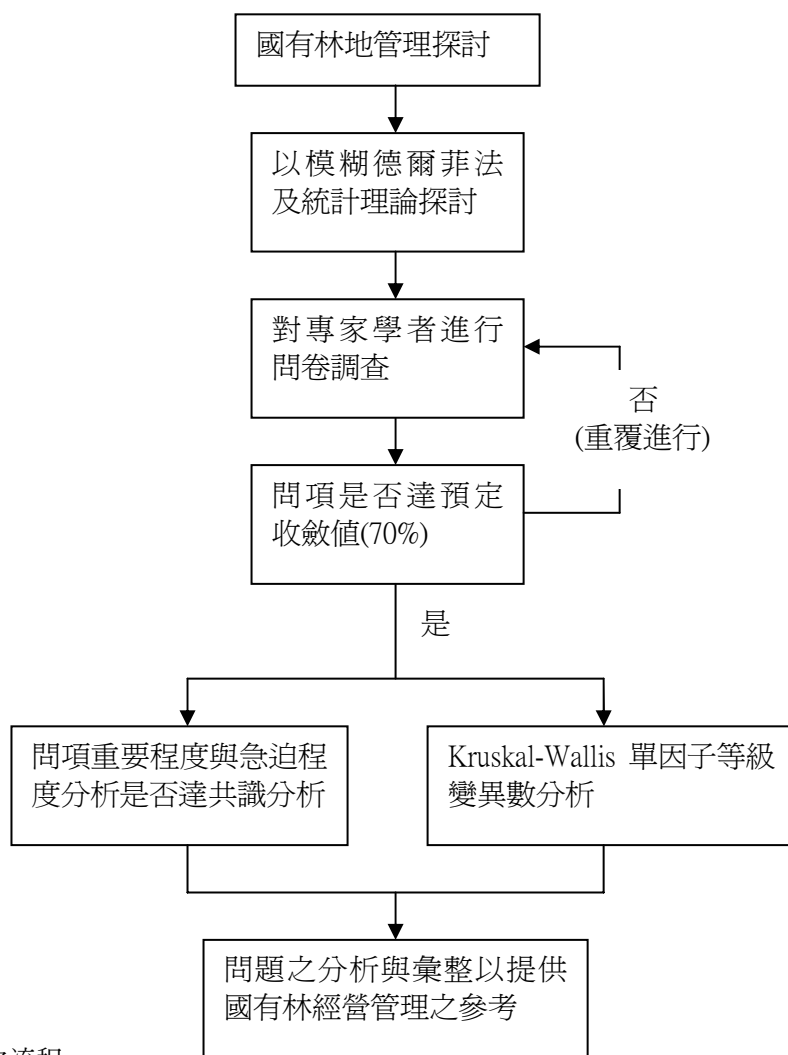 國有林地管理探討
以模糊德爾菲法
及統計理論探討
對專家學者進行
問卷調查
否
(重覆進行)
問項是否達預定
收斂值(70%)
是
問項重要程度與急迫程
度分析是否達共識分析
Kruskal-Wallis 單因子等級
變異數分析
問題之分析與彙整以提供
國有林經營管理之參考